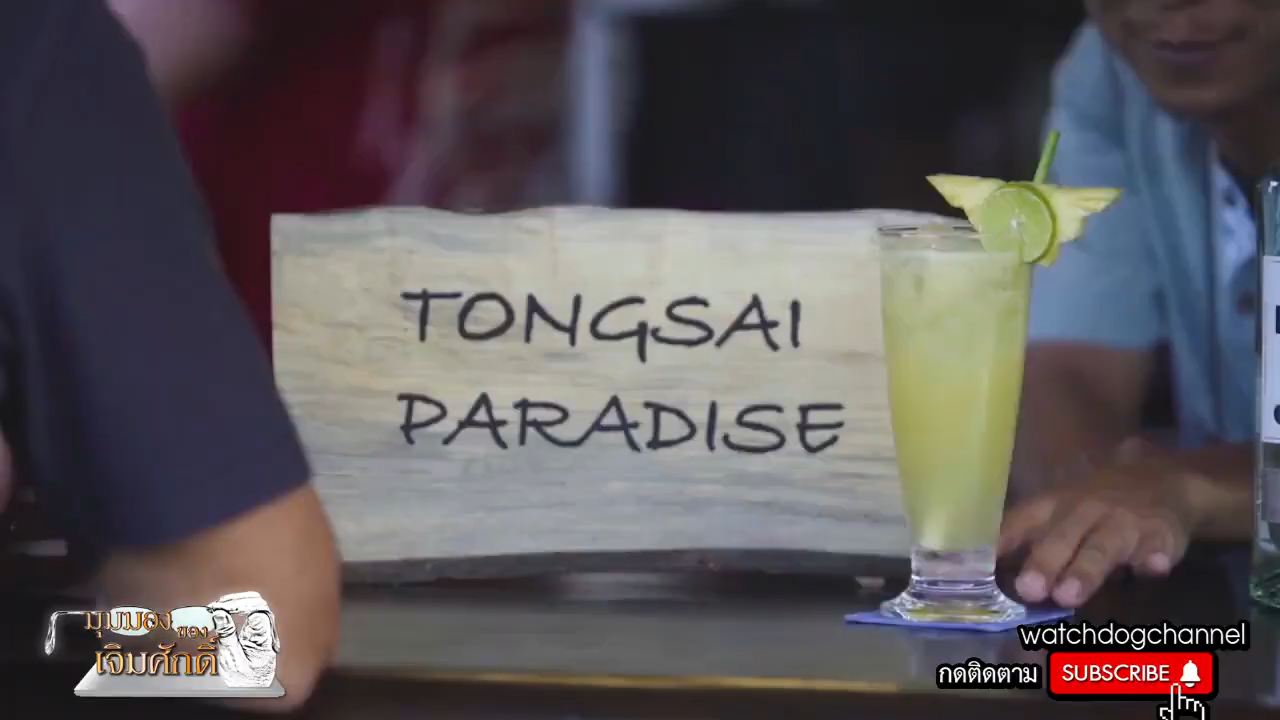 TONGSAI
PARADISE
มุมมอง ของ
เจิมศักดิ์
watchdogchannel
กดติดตาม SUBSCRIBE